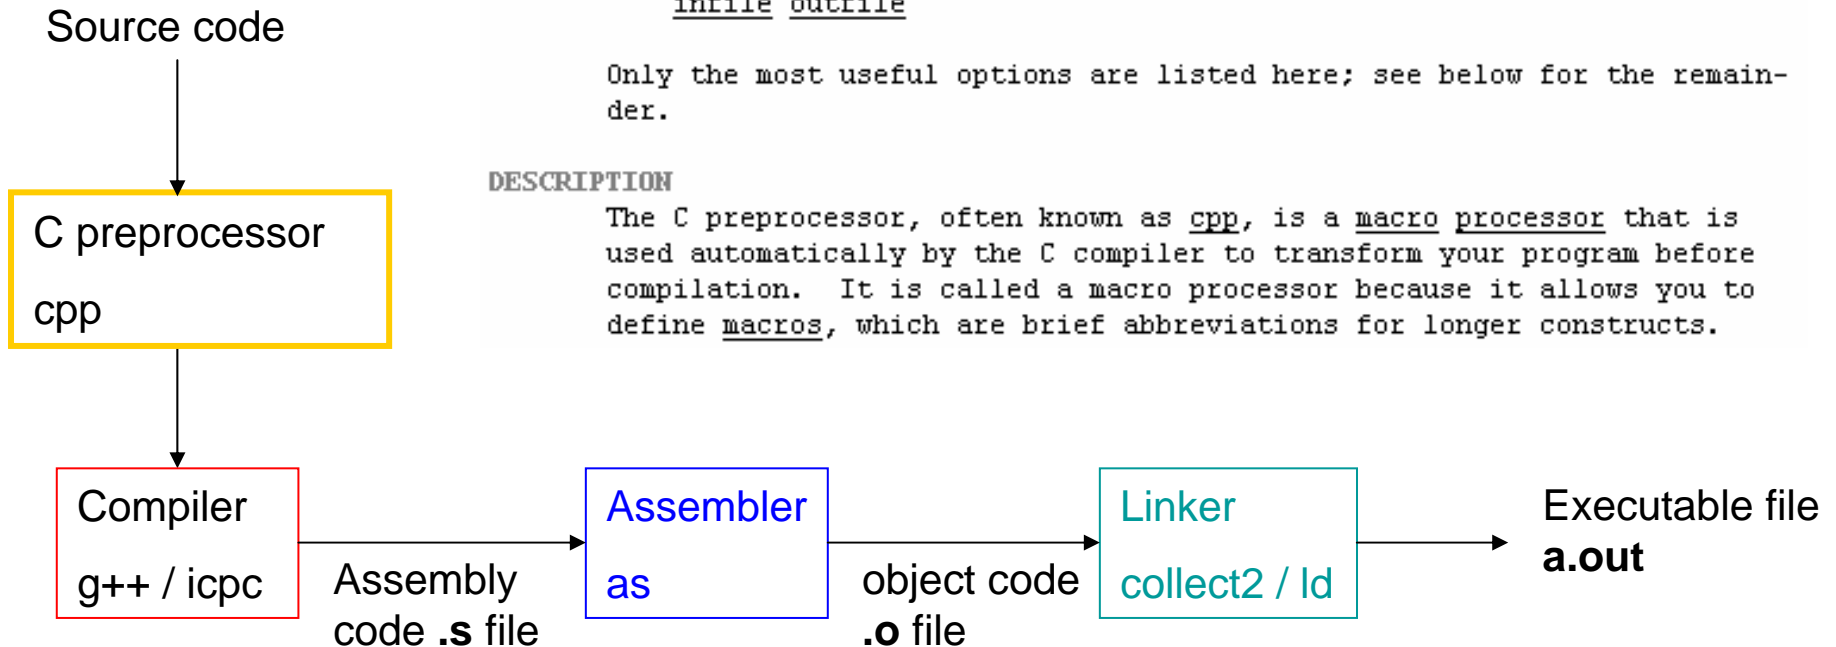 infile outfile
Source code
Only the most useful options are listed here; see below for the remain-
der.
DESCRIPTION
The C preprocessor, often known as cpp, is a macro processor that is
used automatically by the C compiler to transform your program before
compilation.  It is called a macro processor because it allows you to
define macros, which are brief abbreviations for longer constructs.
C preprocessor
cpp
Compiler
g++ / icpc
Assembly
code .s file
Assembler
as
object code
.o file
Linker
collect2 / ld
Executable file
a.out